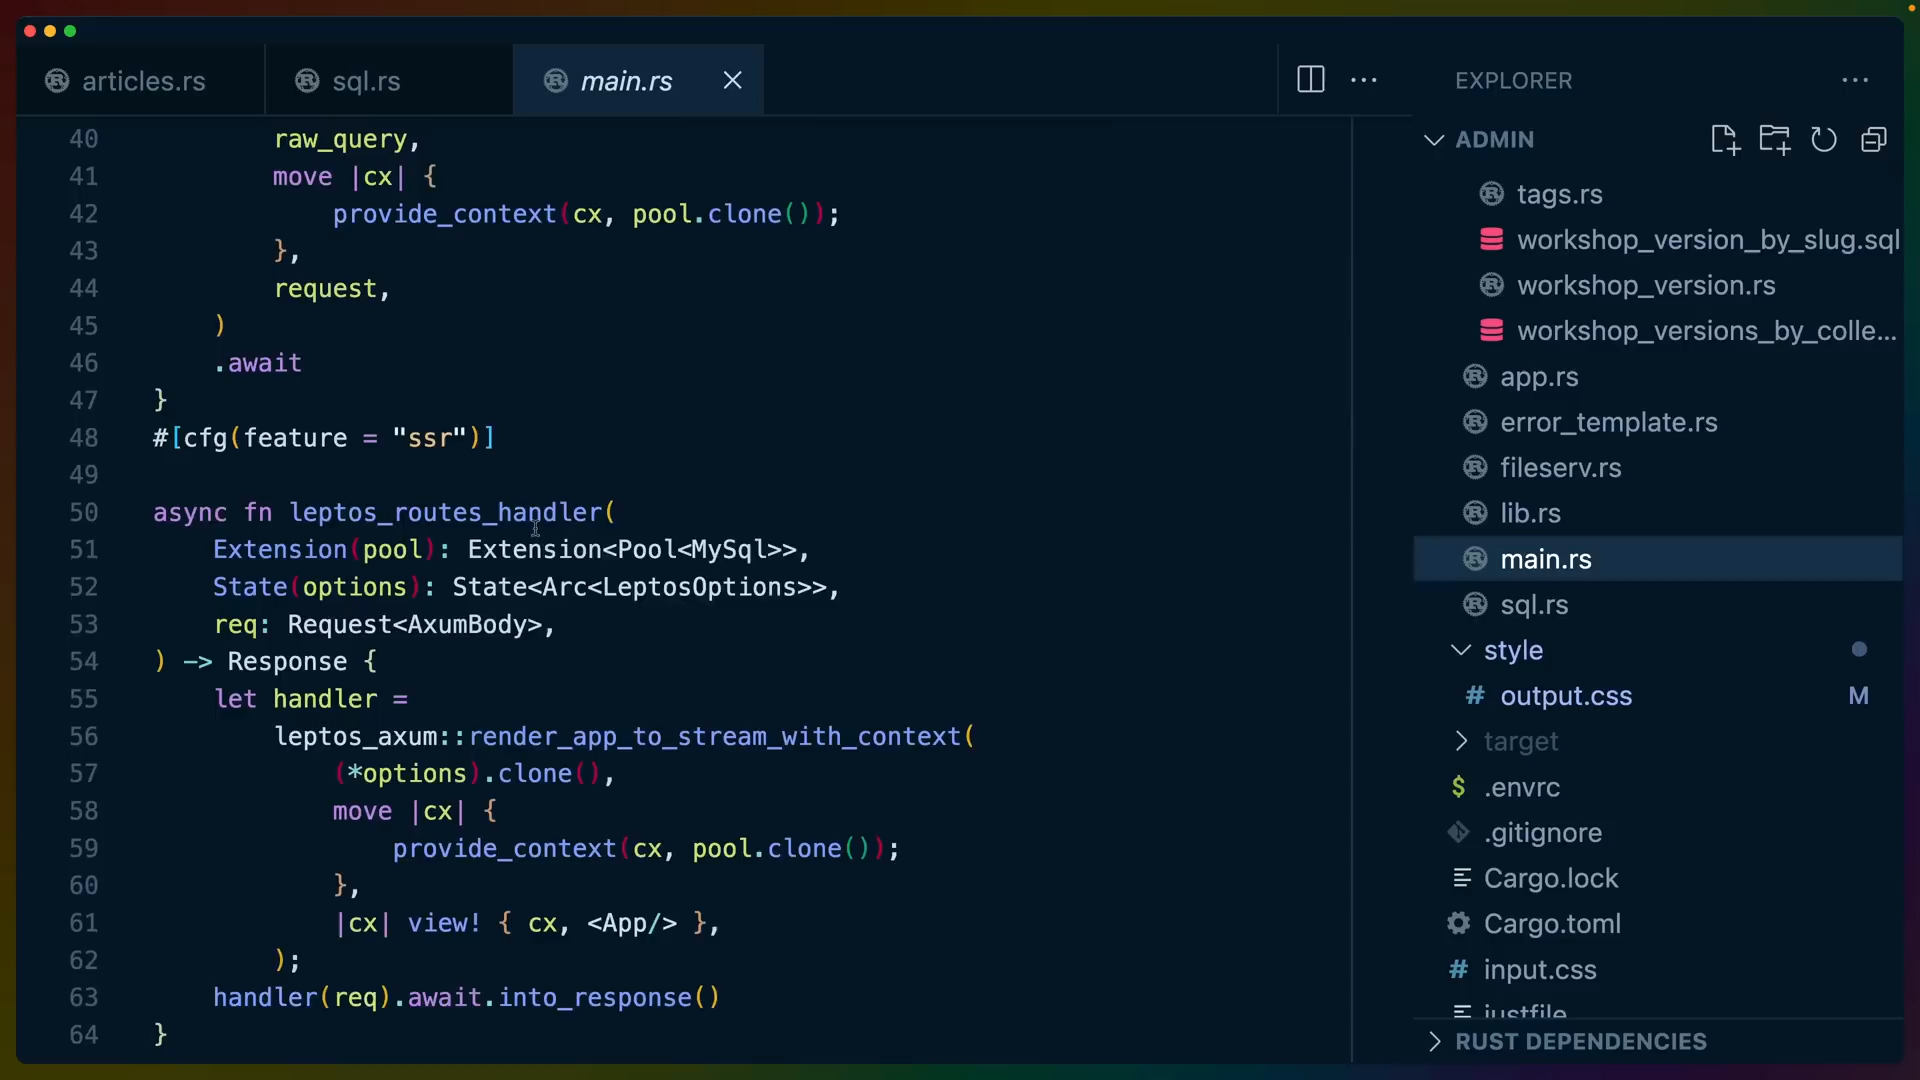 articles.rs
sql.rs
main.rs
EXPLORER
ADMIN
40 raw_query,
41 move |cx| {
42 provide_context(cx, pool.clone());
43 },
44 request,
45 )
46 .await
47 }
48 #[cfg(feature = "ssr")]
49
50 async fn leptos_routes_handler(
51 Extension(pool): Extension<Pool<MySql>>,
52 State(options): State<Arc<LeptosOptions>>,
53 req: Request<AxumBody>,
54 ) -> Response {
55 let handler =
56 leptos_axum::render_app_to_stream_with_context(
57 (*options).clone(),
58 move |cx| {
59 provide_context(cx, pool.clone());
60 },
61 |cx| view! { cx, <App/> },
62 );
63 handler(req).await.into_response()
64 }
tags.rs
workshop_version_by_slug.sql
workshop_version.rs
workshop_versions_by_colle...
app.rs
error_template.rs
fileserv.rs
lib.rs
main.rs
sql.rs
style
# output.css M
target
$ .envrc
.gitignore
Cargo.lock
Cargo.toml
# input.css
justfile
RUST DEPENDENCIES